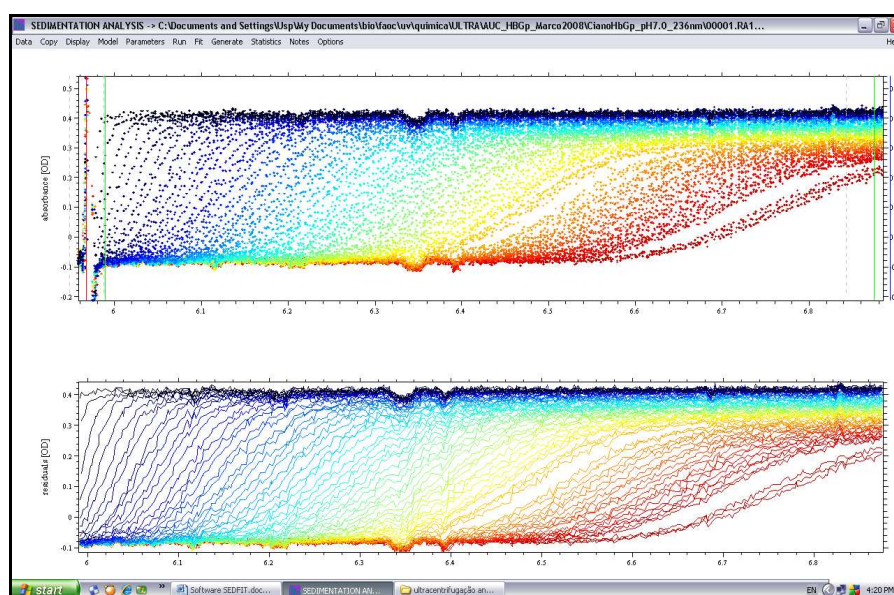 SEDIMENTATION ANALYSIS -> C:\Documents and Settings\Usp\My Documents\bio\faoc\uv\quimica\ULTRA\AUC_HBGp_Marco2008\CianoHbGp_pH7.0_236nm\00001.RA1...
Data Copy Display Model Parameters Run Fit Generate Statistics Notes Options He
0.5
0.4
0.3
0.2
0.1
0
-0.1
-0.2
absorbance [OD]
6 6.1 6.2 6.3 6.4 6.5 6.6 6.7 6.8
0.4
0.3
0.2
0.1
0
-0.1
residuals [OD]
6 6.1 6.2 6.3 6.4 6.5 6.6 6.7 6.8
start » Software SEDFIT.doc... SEDIMENTATION AN... ultracentrifugação an... EN 4:20 PM